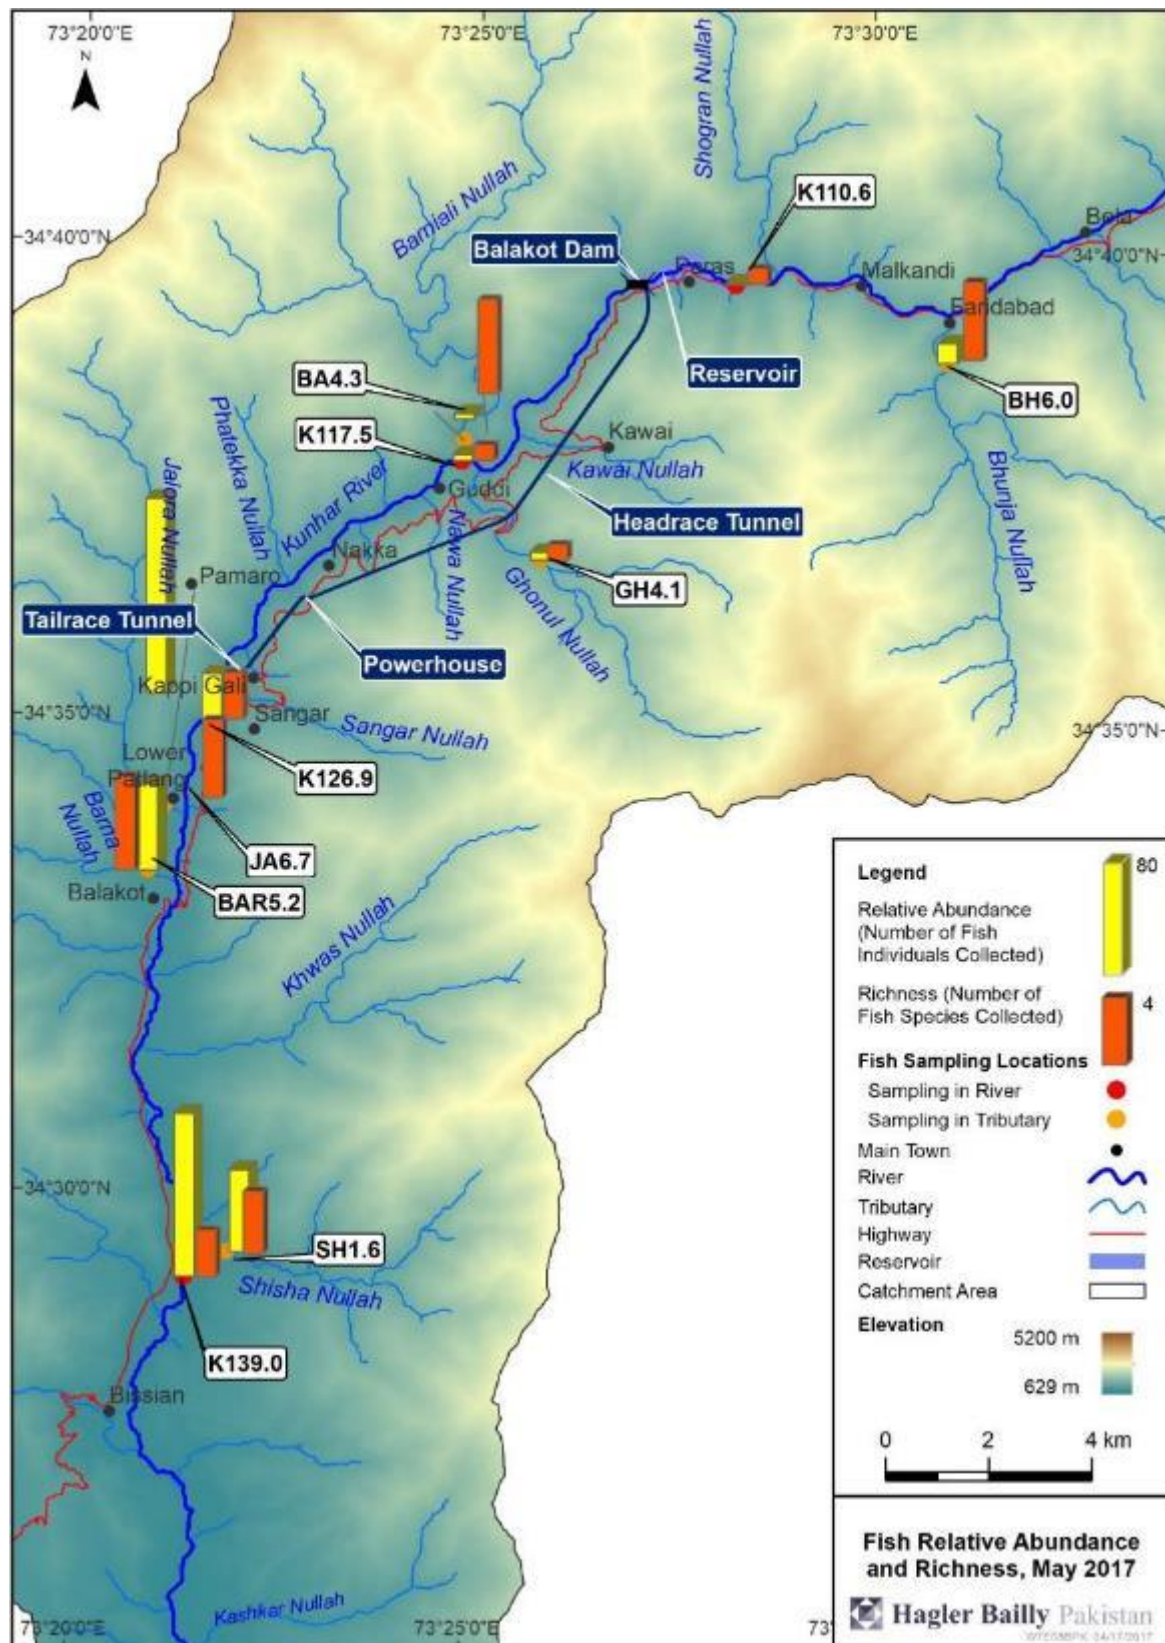 73°20'0"E
73°25'0"E
73°30'0"E
N
Shogran Nullah
Barniali Nullah
K110.6
Bela
34°40'0"N
34°40'0"N
Balakot Dam
Paras
Malkandi
Faridabad
Reservoir
BA4.3
BH6.0
K117.5
Phatekka Nullah
Kawai
Kawai Nullah
Jalora Nullah
Kunhar River
Guddi
Bhunja Nullah
Headrace Tunnel
Nawa Nullah
Nakka
Pamaro
GH4.1
Ghonul Nullah
Tailrace Tunnel
Powerhouse
Kappi Gali
34°35'0"N
Sangar
Sangar Nullah
34°35'0"N
Lower
Patlang
K126.9
Barna
Nullah
JA6.7
BAR5.2
Balakot
Khwas Nullah
34°30'0"N
SH1.6
Shisha Nullah
K139.0
Bissian
Kashkar Nullah
73°20'0"E
73°25'0"E
73°
Legend
80
Relative Abundance
(Number of Fish
Individuals Collected)
Richness (Number of
Fish Species Collected)
4
Fish Sampling Locations
Sampling in River
Sampling in Tributary
Main Town
River
Tributary
Highway
Reservoir
Catchment Area
Elevation
5200 m
629 m
0 2 4 km
Fish Relative Abundance
and Richness, May 2017
Hagler Bailly Pakistan